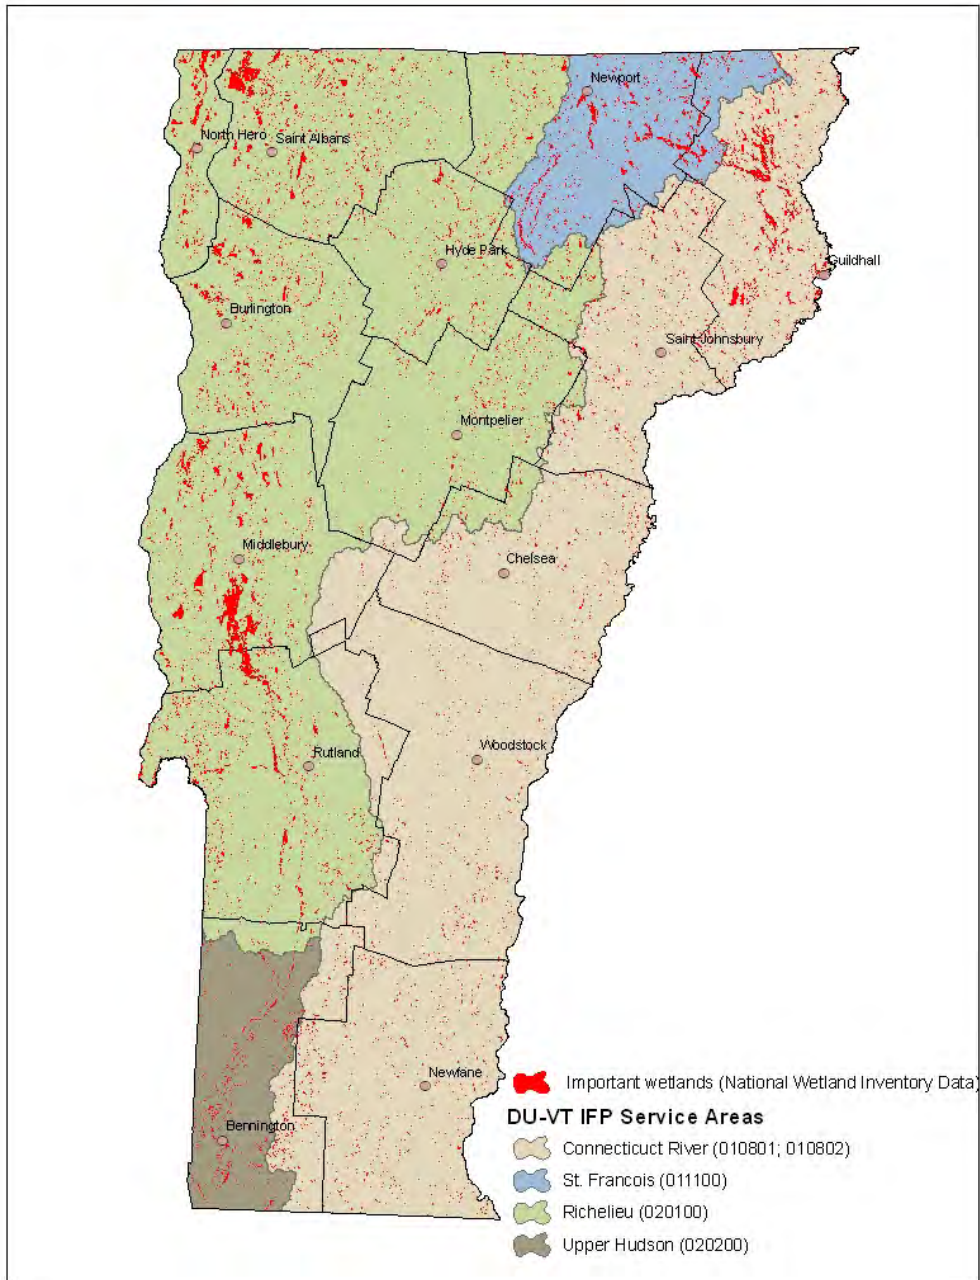 Newport
North Hero
Saint Albans
Hyde Park
Guildhall
Burlington
Saint Johnsbury
Montpelier
Middlebury
Chelsea
Woodstock
Rutland
Newfane
Bennington
Important wetlands (National Wetland Inventory Data)
DU-VT IFP Service Areas
Connecticuct River (010801; 010802)
St. Francois (011100)
Richelieu (020100)
Upper Hudson (020200)